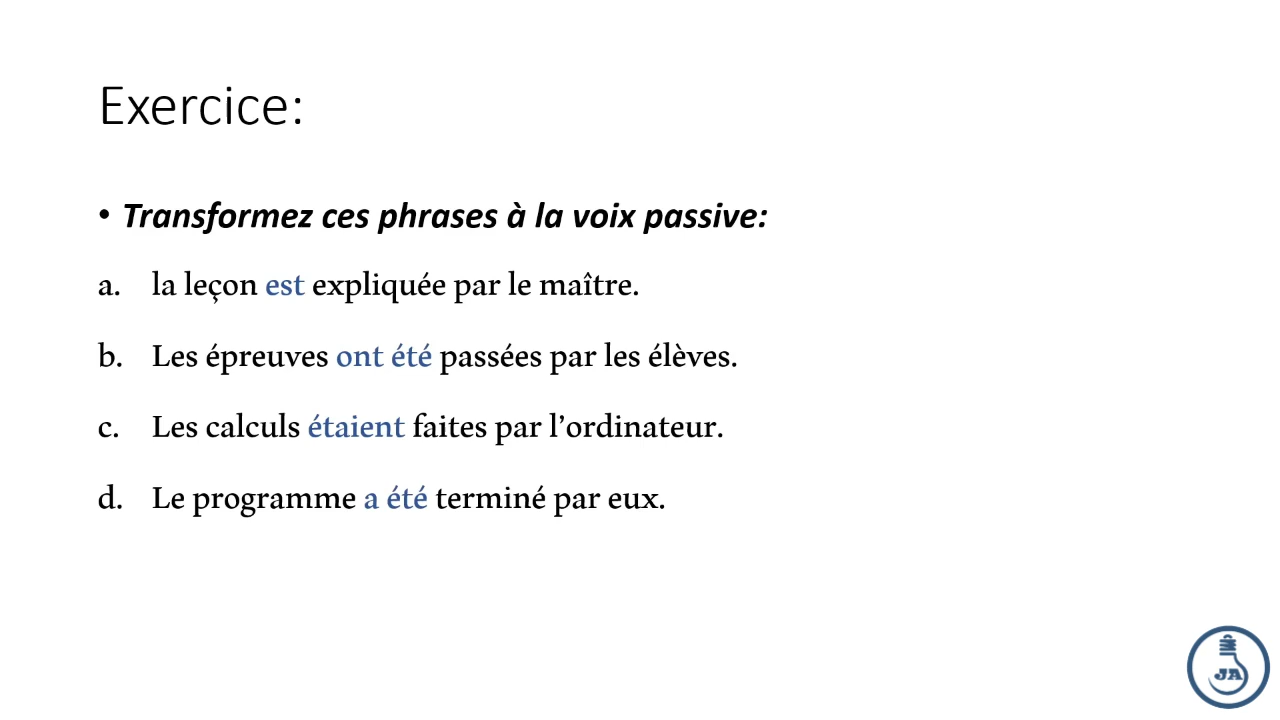 Exercice:
• Transformez ces phrases à la voix passive:
a. la leçon est expliquée par le maître.
b. Les épreuves ont été passées par les élèves.
c. Les calculs étaient faites par l’ordinateur.
d. Le programme a été terminé par eux.
JA